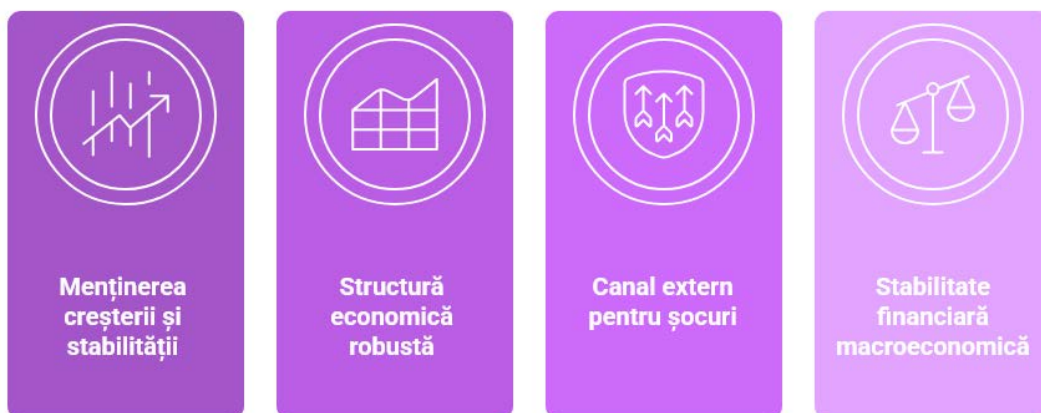 Menținerea
creșterii și
stabilității
Structură
economică
robustă
Canal extern
pentru șocuri
Stabilitate
financiară
macroeconomică